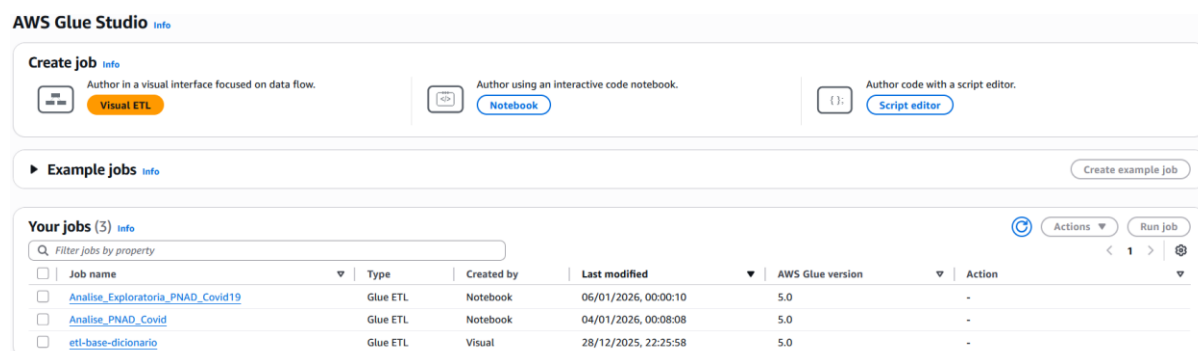 AWS Glue Studio Info
Create job Info
Author in a visual interface focused on data flow.
Visual ETL
Author using an interactive code notebook.
Notebook
Author code with a script editor.
Script editor
Example jobs Info
Create example job
Your jobs (3) Info
Actions
Run job
Filter jobs by property
1
Job name Type Created by Last modified AWS Glue version Action
Analise_Exploratoria_PNAD_Covid19 Glue ETL Notebook 06/01/2026, 00:00:10 5.0 -
Analise_PNAD_Covid Glue ETL Notebook 04/01/2026, 00:08:08 5.0 -
etl-base-dicionario Glue ETL Visual 28/12/2025, 22:25:58 5.0 -